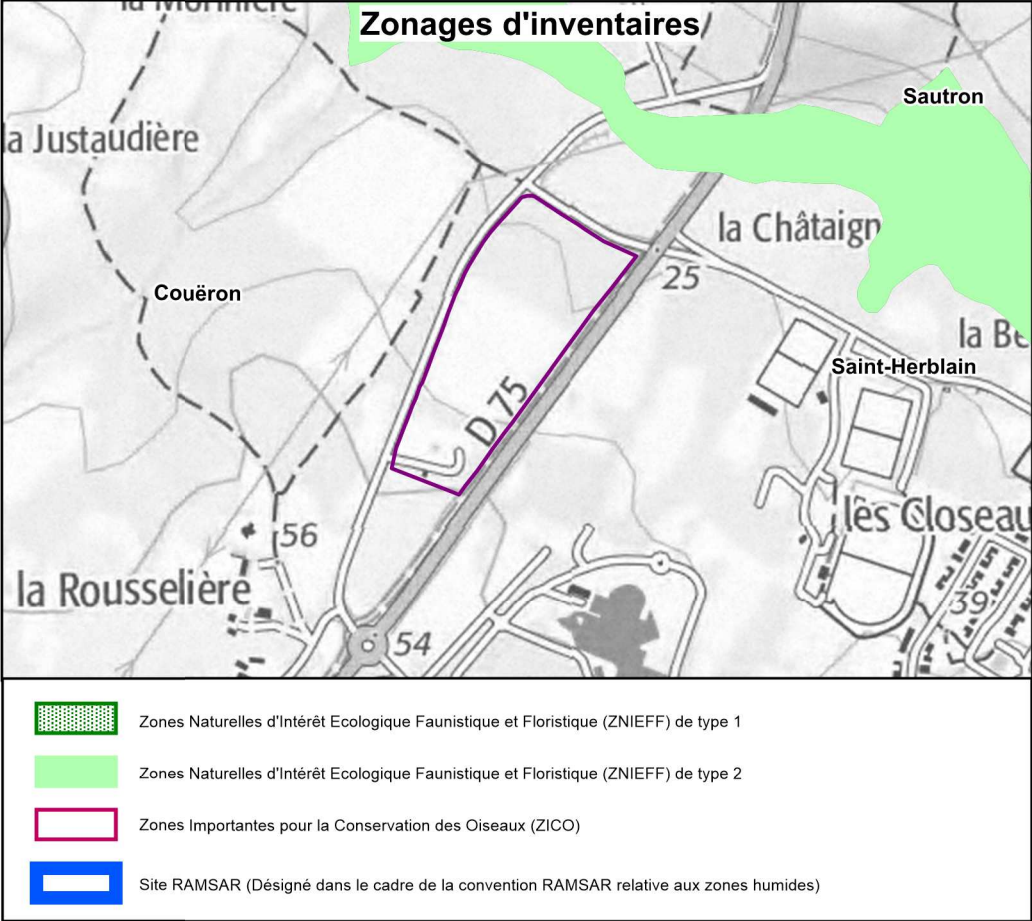 la Morinière
Zonages d'inventaires
Sautron
la Justaudière
la Châtaign
25
Couëron
la Be
Saint-Herblain
D 75
lès Closeau
56
la Rousselière
39
54
Zones Naturelles d'Intérêt Ecologique Faunistique et Floristique (ZNIEFF) de type 1
Zones Naturelles d'Intérêt Ecologique Faunistique et Floristique (ZNIEFF) de type 2
Zones Importantes pour la Conservation des Oiseaux (ZICO)
Site RAMSAR (Désigné dans le cadre de la convention RAMSAR relative aux zones humides)